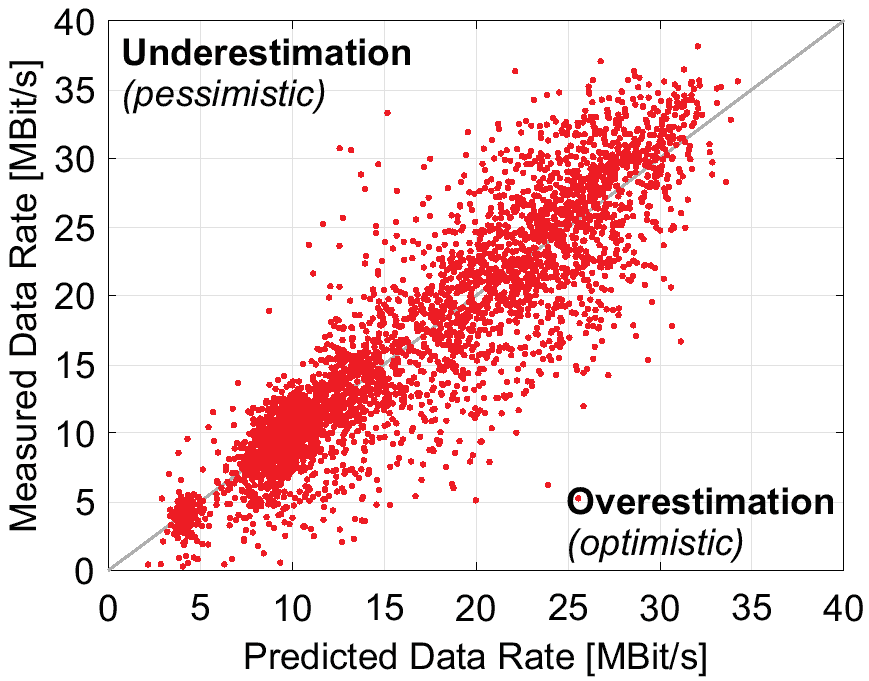 40
35
30
25
20
15
10
5
0
Measured Data Rate [MBit/s]
Underestimation
(pessimistic)
Overestimation
(optimistic)
0 5 10 15 20 25 30 35 40
Predicted Data Rate [MBit/s]